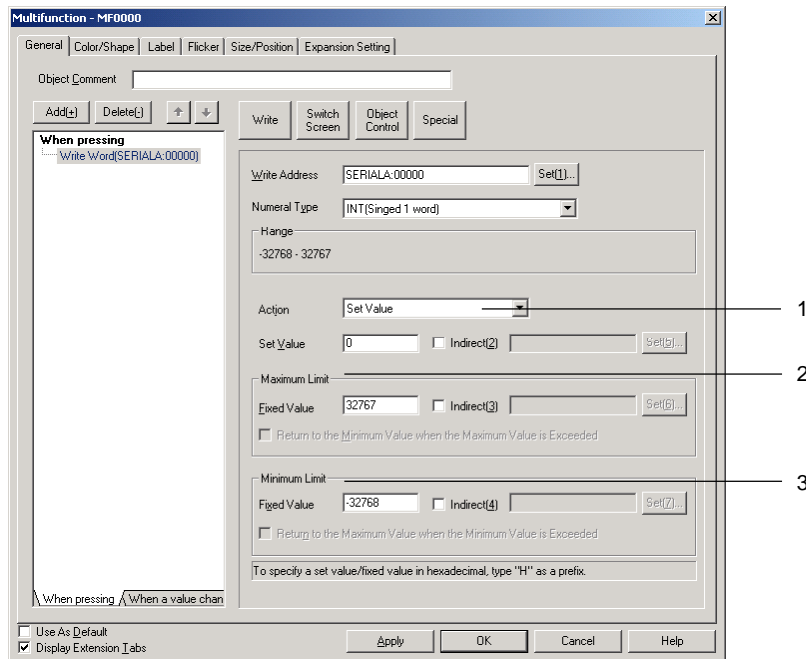 Multifunction - MF0000
General Color/Shape Label Flicker Size/Position Expansion Setting
Object Comment
Add(+) Delete(-)
Write Switch Screen Object Control Special
When pressing
Write Word(SERIALA:00000)
Write Address SERIALA:00000 Set(1)...
Numeral Type INT(Singed 1 word)
Range
-32768 - 32767
Action Set Value 1
Set Value 0 Indirect(2) Set(5)...
2
Maximum Limit
Fixed Value 32767 Indirect(3) Set(6)...
Return to the Minimum Value when the Maximum Value is Exceeded
Minimum Limit 3
Fixed Value -32768 Indirect(4) Set(7)...
Return to the Maximum Value when the Minimum Value is Exceeded
To specify a set value/fixed value in hexadecimal, type "H" as a prefix.
When pressing When a value chan
Use As Default
Display Extension Tabs
Apply OK Cancel Help